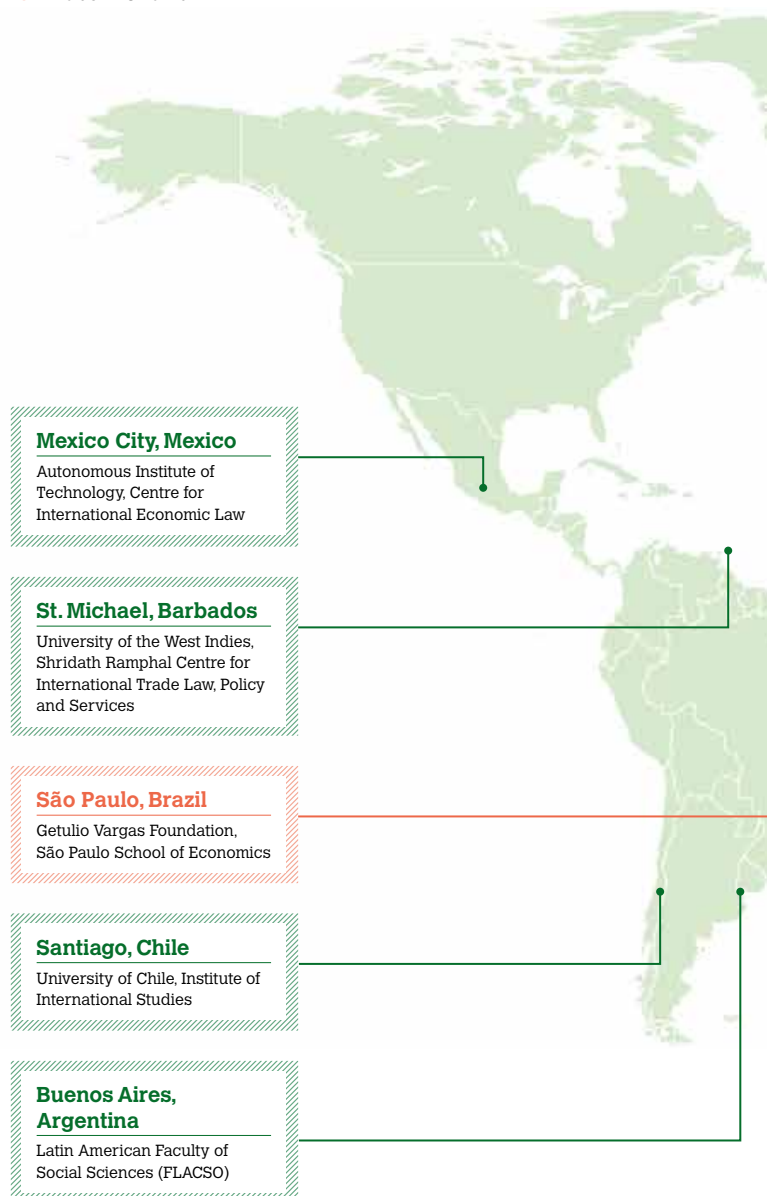 Mexico City, Mexico
Autonomous Institute of
Technology, Centre for
International Economic Law
St. Michael, Barbados
University of the West Indies,
Shridath Ramphal Centre for
International Trade Law, Policy
and Services
São Paulo, Brazil
Getulio Vargas Foundation,
São Paulo School of Economics
Santiago, Chile
University of Chile, Institute of
International Studies
Buenos Aires,
Argentina
Latin American Faculty of
Social Sciences (FLACSO)